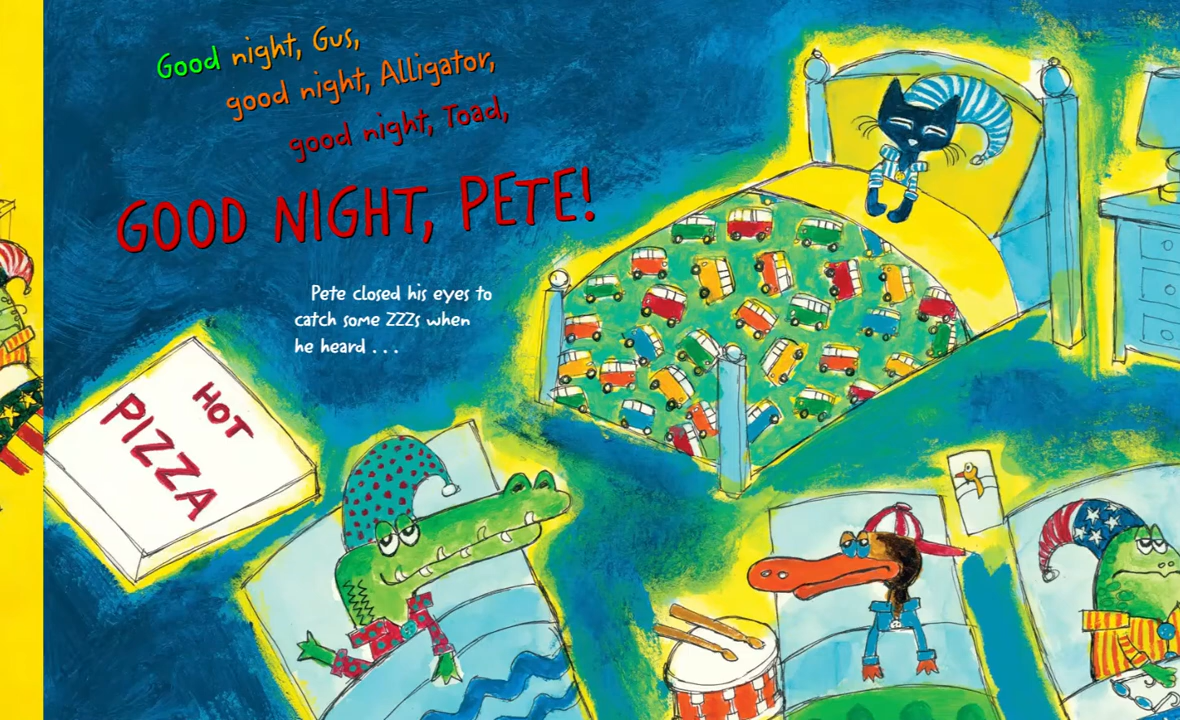 Good night, Gus,
good night, Alligator,
good night, Toad,
GOOD NIGHT, PETE!
Pete closed his eyes to
catch some ZZZs when
he heard . . .
HOT
PIZZA